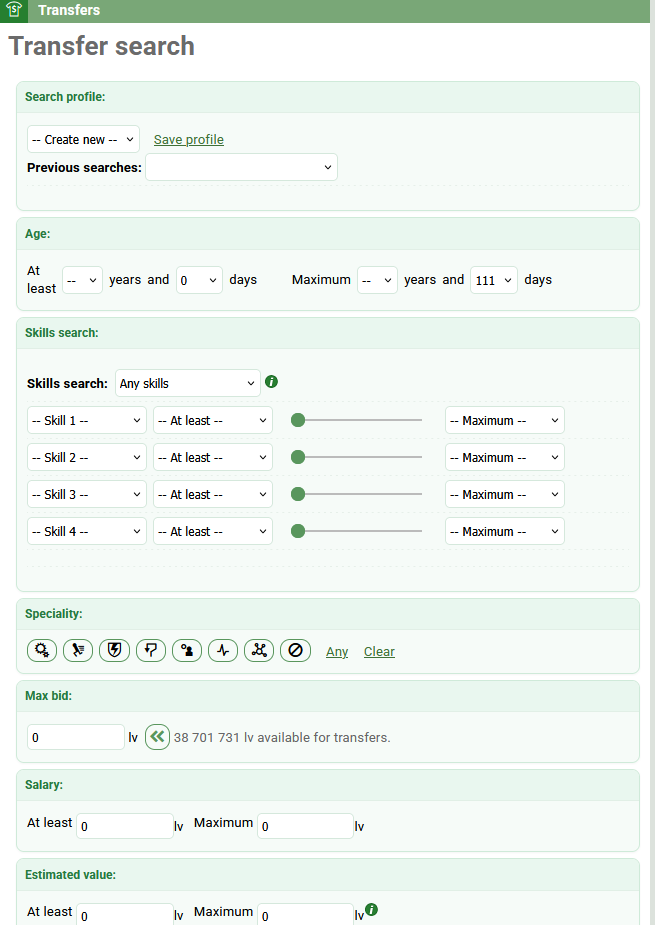 Transfers
Transfer search
Search profile:
-- Create new -- Save profile
Previous searches:
Age:
At least -- years and 0 days Maximum -- years and 111 days
Skills search:
Skills search: Any skills
-- Skill 1 -- -- At least -- -- Maximum --
-- Skill 2 -- -- At least -- -- Maximum --
-- Skill 3 -- -- At least -- -- Maximum --
-- Skill 4 -- -- At least -- -- Maximum --
Speciality:
Any Clear
Max bid:
0 lv 38 701 731 lv available for transfers.
Salary:
At least 0 lv Maximum 0 lv
Estimated value:
At least 0 lv Maximum 0 lv